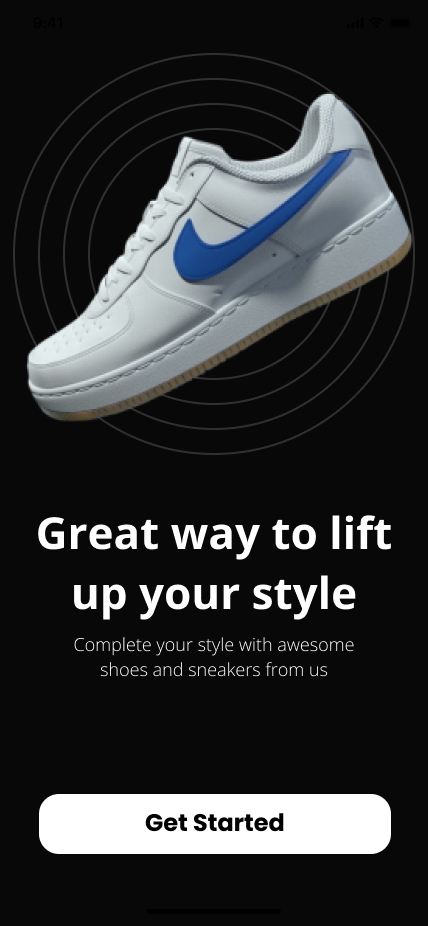 9:41
Great way to lift
up your style
Complete your style with awesome
shoes and sneakers from us
Get Started